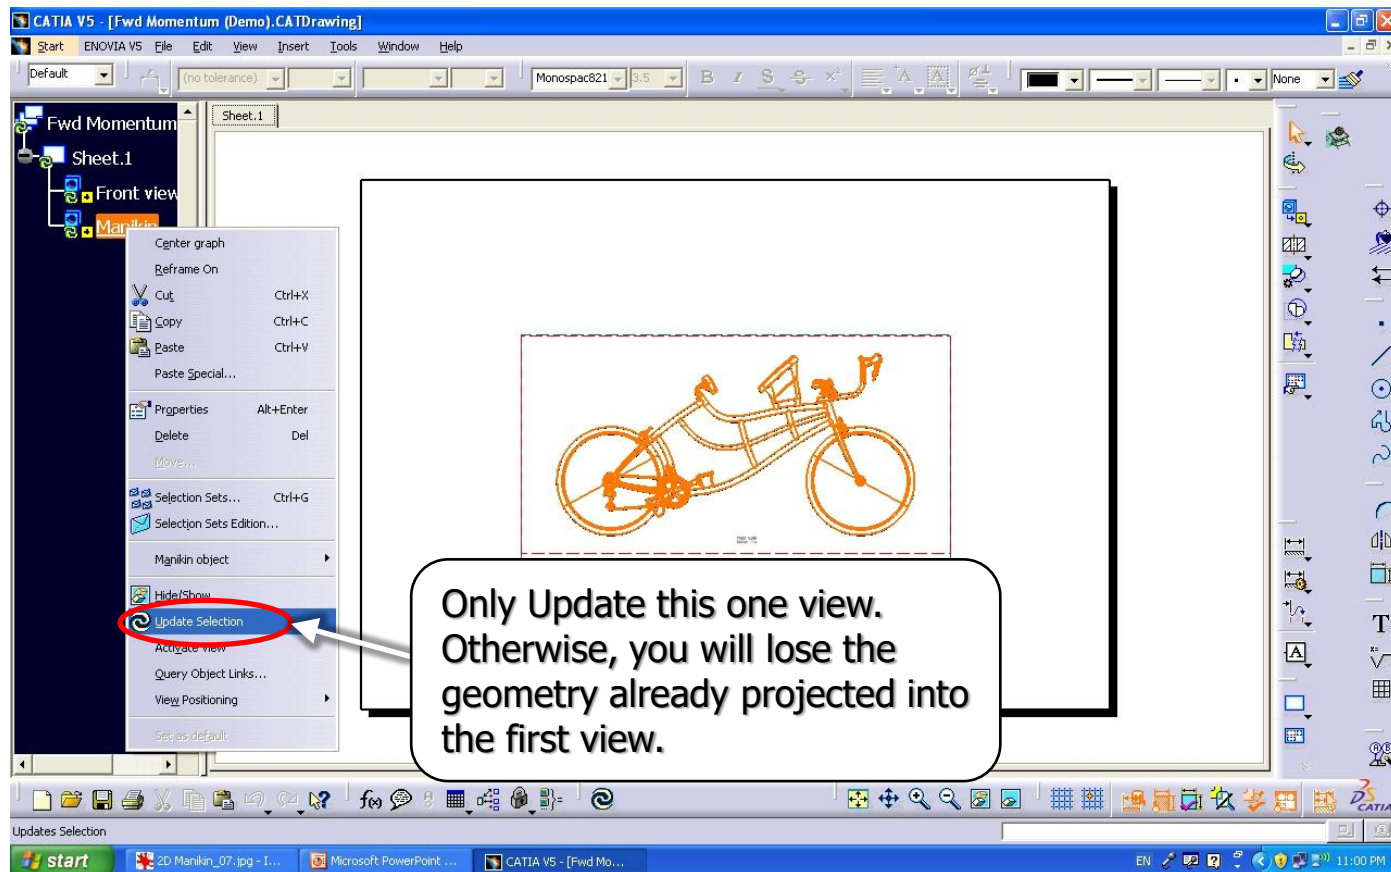 CATIA V5 - [Fwd Momentum (Demo).CATDrawing]
Start ENOVIA V5 File Edit View Insert Tools Window Help
Default (no tolerance) Monospac821 3.5 B I S S X² A A None
Fwd Momentum
Sheet.1
Sheet.1
Front view
Manikin
Center graph
Reframe On
Cut Ctrl+X
Copy Ctrl+C
Paste Ctrl+V
Paste Special...
Properties Alt+Enter
Delete Del
Move...
Selection Sets... Ctrl+G
Selection Sets Edition...
Manikin object
Hide/Show
Update Selection
Activate View
Query Object Links...
View Positioning
Set as default
Only Update this one view.
Otherwise, you will lose the
geometry already projected into
the first view.
Updates Selection
CATIA
start 2D Manikin_07.jpg - I... Microsoft PowerPoint ... CATIA V5 - [Fwd Mo... EN 11:00 PM